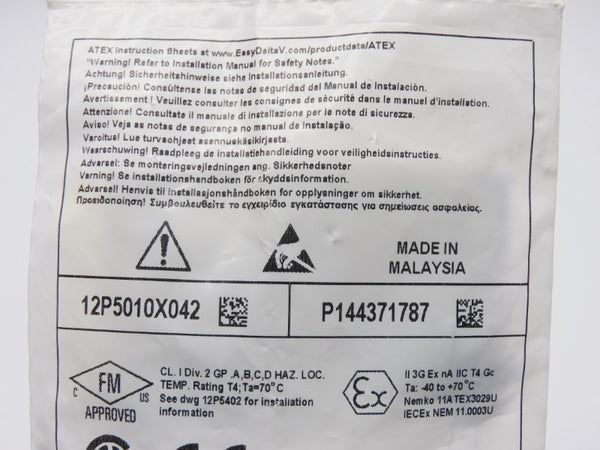 ATEX Instruction Sheets at www.EasyDeltaV.com/productdata/ATEX
"Warning! Refer to Installation Manual for Safety Notes."
Achtung! Sicherheitshinweise siehe Installationsanleitung.
¡Precaución! Consúltense las notas de seguridad del Manual de Instalación.
Avertissement! Veuillez consulter les consignes de sécurité dans le manuel d'installation.
Attenzione! Consultate il manuale di installazione per le note di sicurezza.
Aviso! Veja as notas de segurança no manual de instalação.
Varoitus! Lue turvaohjeet asennuskäsikirjasta.
Waarschuwing! Raadpleeg de installatiehandleiding voor veiligheidsinstructies.
Advarsel: Se monteringsvejledningen ang. Sikkerhedsnoter
Varning! Se installationshandboken för skyddsinformation.
Advarsel! Henvis til installasjonshåndboken for opplysninger om sikkerhet.
Προειδοποίηση! Συμβουλευθείτε το εγχειρίδιο εγκατάστασης για σημειώσεις ασφαλείας.
MADE IN
MALAYSIA
12P5010X042
P144371787
C FM US
APPROVED
CL. I Div. 2 GP .A,B,C,D HAZ. LOC.
TEMP. Rating T4; Ta=70°C
See dwg 12P5402 for installation
information
Ex
II 3G Ex nA IIC T4 Gc
Ta: -40 to +70°C
Nemko 11ATEX3029U
IECEx NEM 11.0003U